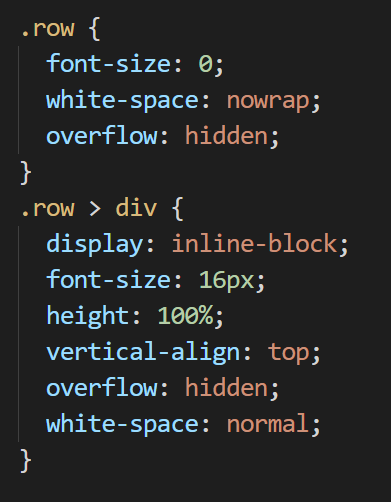 .row {
  font-size: 0;
  white-space: nowrap;
  overflow: hidden;
}
.row > div {
  display: inline-block;
  font-size: 16px;
  height: 100%;
  vertical-align: top;
  overflow: hidden;
  white-space: normal;
}